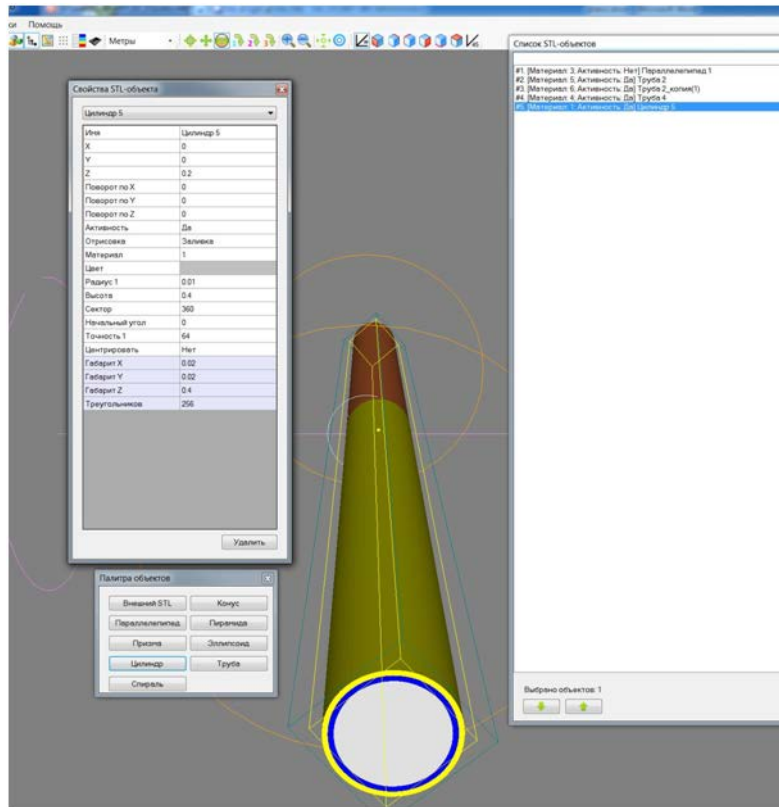 ки Помощь
Метры
Список STL-объектов
#1. [Материал: 3; Активность: Нет] Параллелепипед 1
#2. [Материал: 5; Активность: Да] Труба 2
#3. [Материал: 6; Активность: Да] Труба 2_копия(1)
#4. [Материал: 4; Активность: Да] Труба 4
#5. [Материал: 1; Активность: Да] Цилиндр 5
Свойства STL-объекта
Цилиндр 5
Имя Цилиндр 5
X 0
Y 0
Z 0.2
Поворот по X 0
Поворот по Y 0
Поворот по Z 0
Активность Да
Отрисовка Заливка
Материал 1
Цвет
Радиус 1 0.01
Высота 0.4
Сектор 360
Начальный угол 0
Точность 1 64
Центрировать Нет
Габарит X 0.02
Габарит Y 0.02
Габарит Z 0.4
Треугольников 256
Удалить
Палитра объектов
Внешний STL Конус
Параллелепипед Пирамида
Призма Эллипсоид
Цилиндр Труба
Спираль
Выбрано объектов: 1